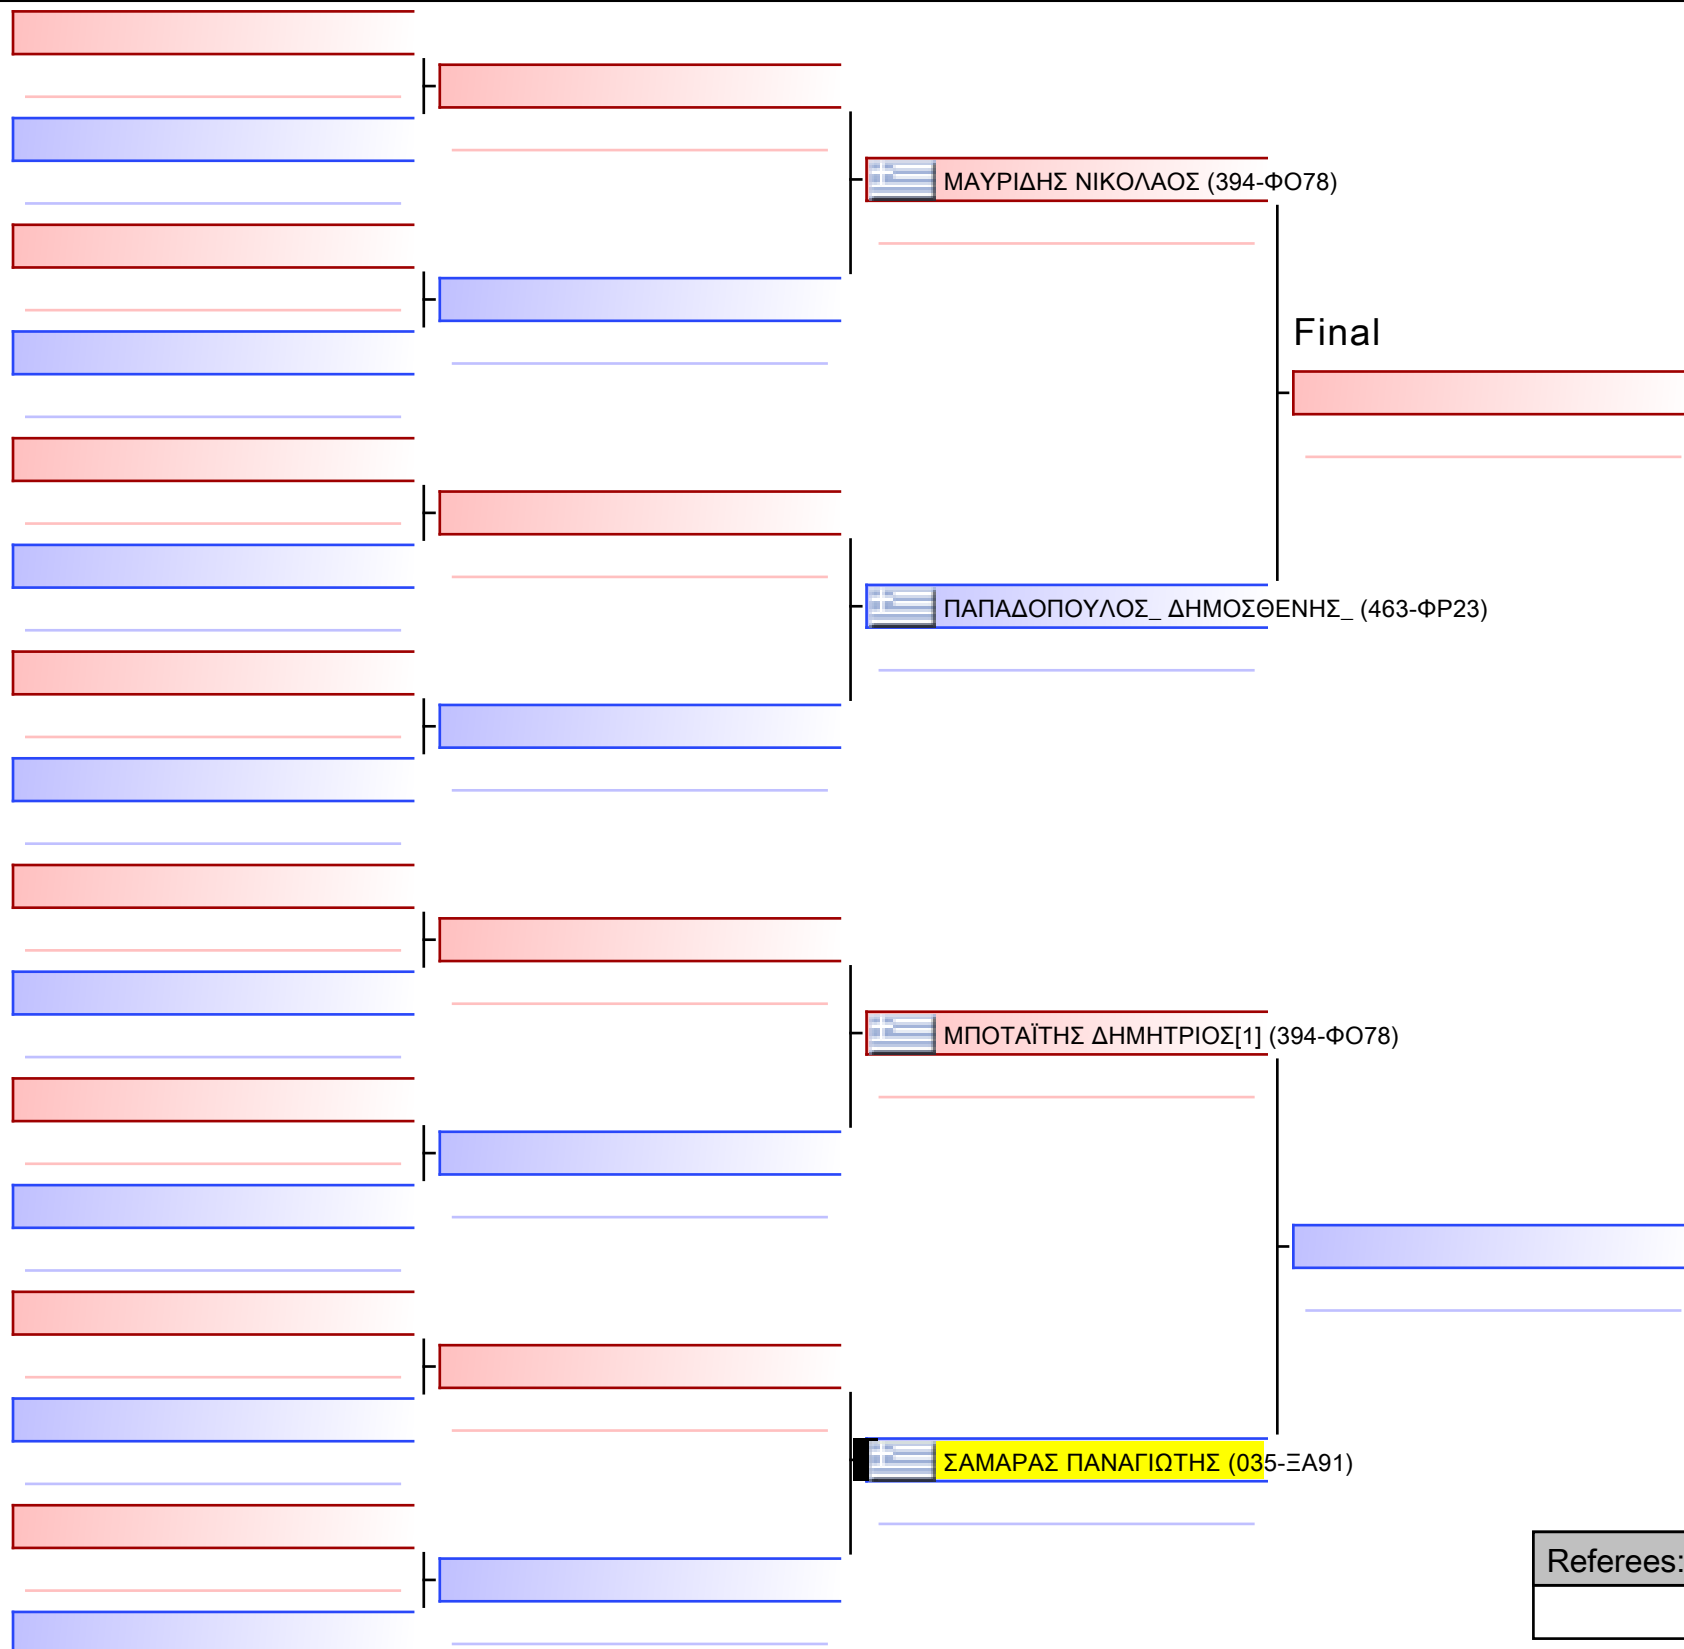 ΜΑΥΡΙΔΗΣ ΝΙΚΟΛΑΟΣ (394-ΦΟ78)
Final
ΠΑΠΑΔΟΠΟΥΛΟΣ_ ΔΗΜΟΣΘΕΝΗΣ_ (463-ΦΡ23)
ΜΠΟΤΑΪΤΗΣ ΔΗΜΗΤΡΙΟΣ[1] (394-ΦΟ78)
ΣΑΜΑΡΑΣ ΠΑΝΑΓΙΩΤΗΣ (035-ΞΑ91)
Referees: